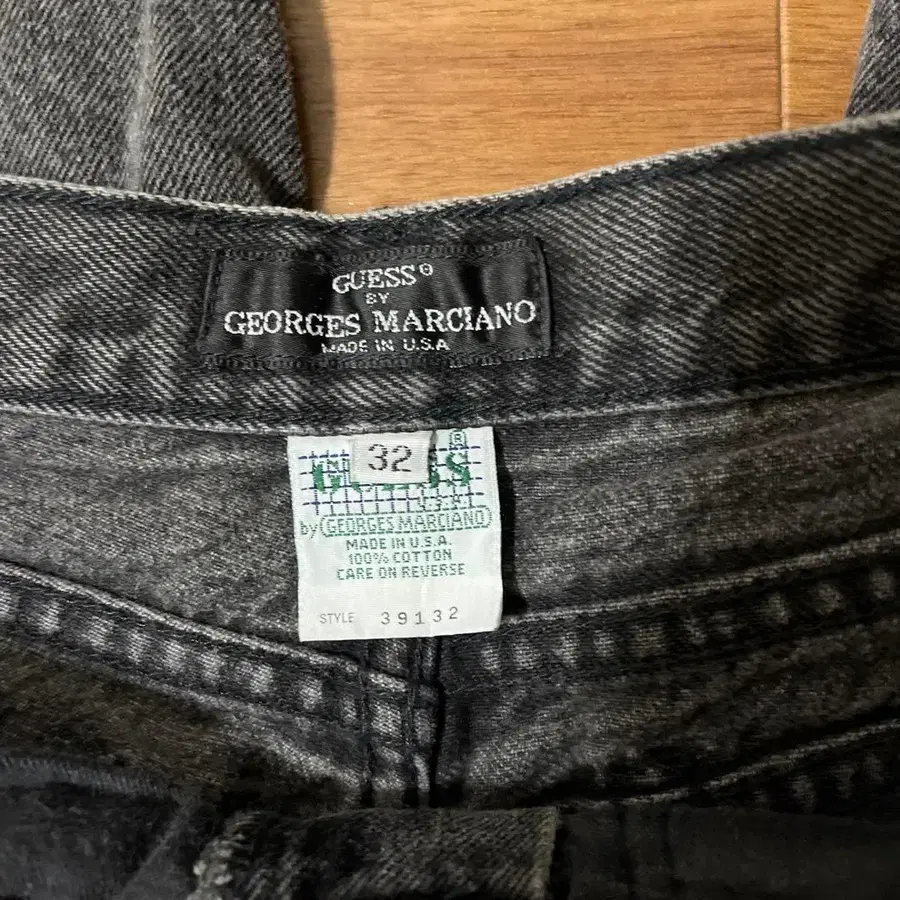 GUESS®
BY
GEORGES MARCIANO
MADE IN U.S.A
32
®
U.S.A.
by GEORGES MARCIANO
MADE IN U.S.A.
100% COTTON
CARE ON REVERSE
STYLE 39132